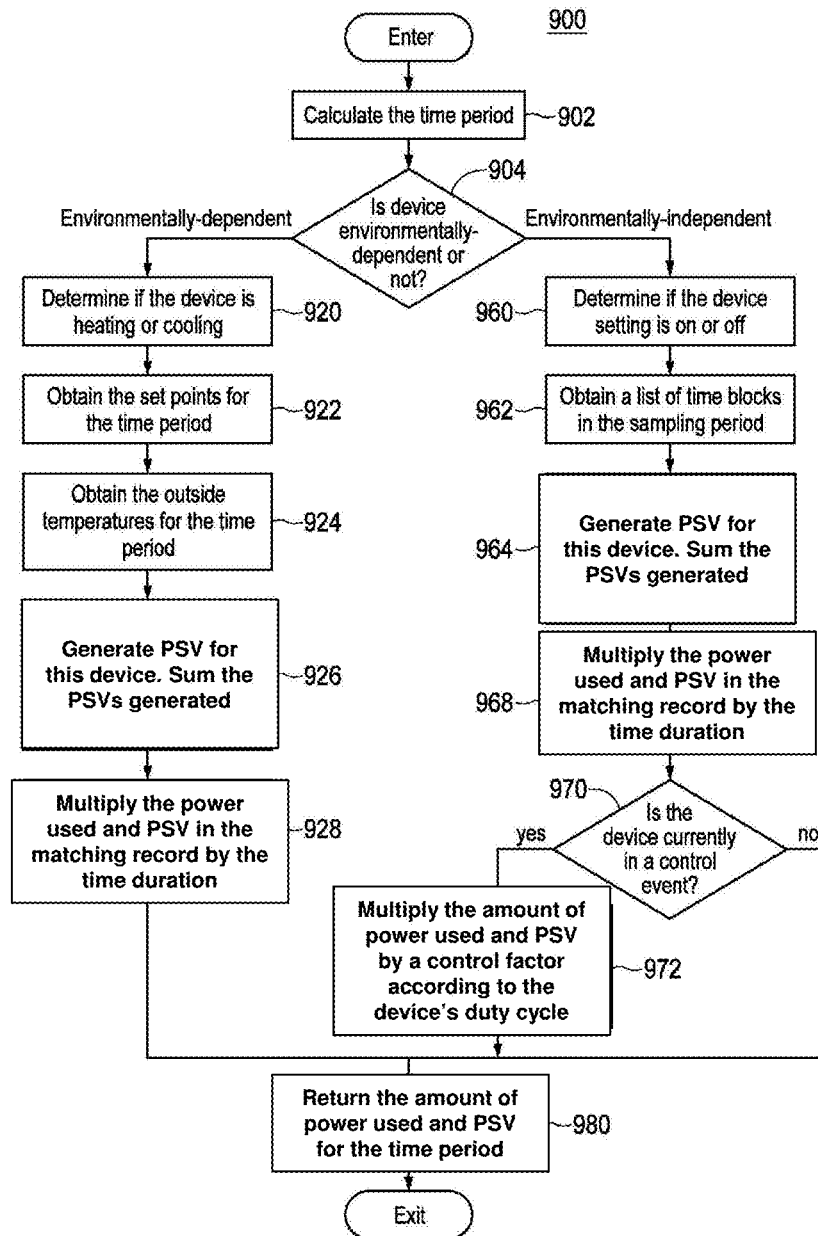 900
Enter
Calculate the time period
902
904
Environmentally-dependent
Is device
environmentally-
dependent or
not?
Environmentally-independent
Determine if the device is
heating or cooling
920
Obtain the set points for
the time period
922
Obtain the outside
temperatures for the time
period
924
Generate PSV for
this device. Sum the
PSVs generated
926
Multiply the power
used and PSV in the
matching record by the
time duration
928
960
Determine if the device
setting is on or off
962
Obtain a list of time blocks
in the sampling period
964
Generate PSV for
this device. Sum the
PSVs generated
968
Multiply the power
used and PSV in the
matching record by the
time duration
970
yes
Is the
device currently
in a control
event?
no
Multiply the amount of
power used and PSV
by a control factor
according to the
device's duty cycle
972
Return the amount of
power used and PSV
for the time period
980
Exit